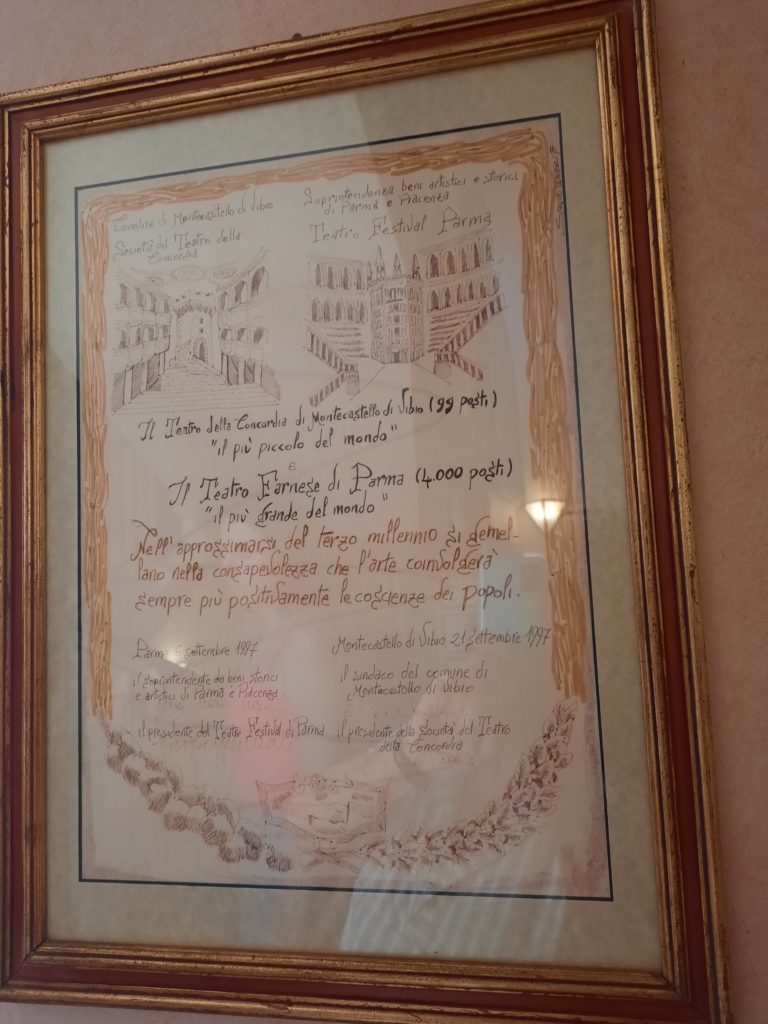 Comune di Montecastello di Vibio
Società del Teatro della
Concordia
Soprintendenza beni artistici e storici
di Parma e Piacenza
Teatro Festival Parma
Il Teatro della Concordia di Montecastello di Vibio (99 posti)
"il più piccolo del mondo"
e
Il Teatro Farnese di Parma (4.000 posti)
"il più grande del mondo"
Nell'approssimarsi del terzo millennio si gemel-
lano nella consapevolezza che l'arte coinvolgerà
sempre più positivamente le coscienze dei popoli.
Parma settembre 1997
il soprintendente dei beni storici
e artistici di Parma e Piacenza
il presidente del Teatro Festival di Parma
Montecastello di Vibio 21 settembre 1997
il sindaco del comune di
Montecastello di Vibio
il presidente della Società del Teatro
della Concordia